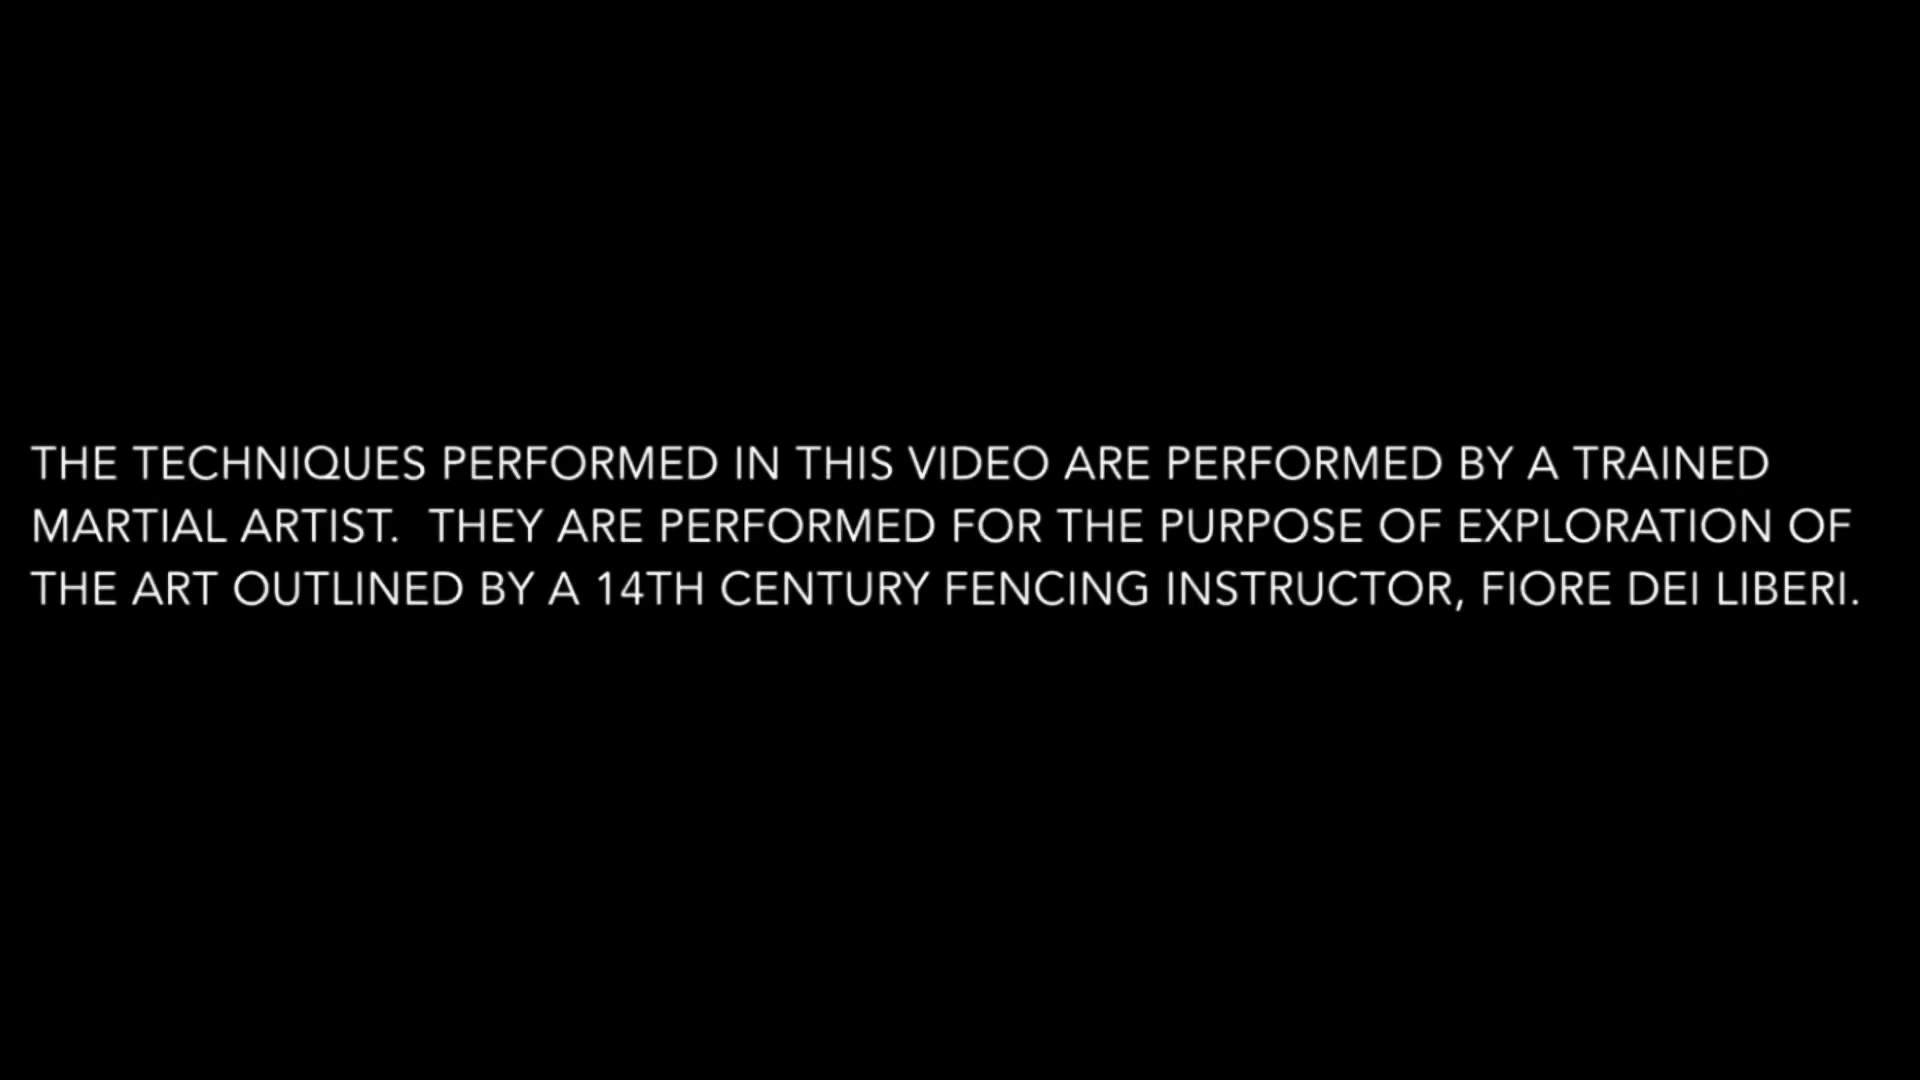 THE TECHNIQUES PERFORMED IN THIS VIDEO ARE PERFORMED BY A TRAINED
MARTIAL ARTIST.  THEY ARE PERFORMED FOR THE PURPOSE OF EXPLORATION OF
THE ART OUTLINED BY A 14TH CENTURY FENCING INSTRUCTOR, FIORE DEI LIBERI.